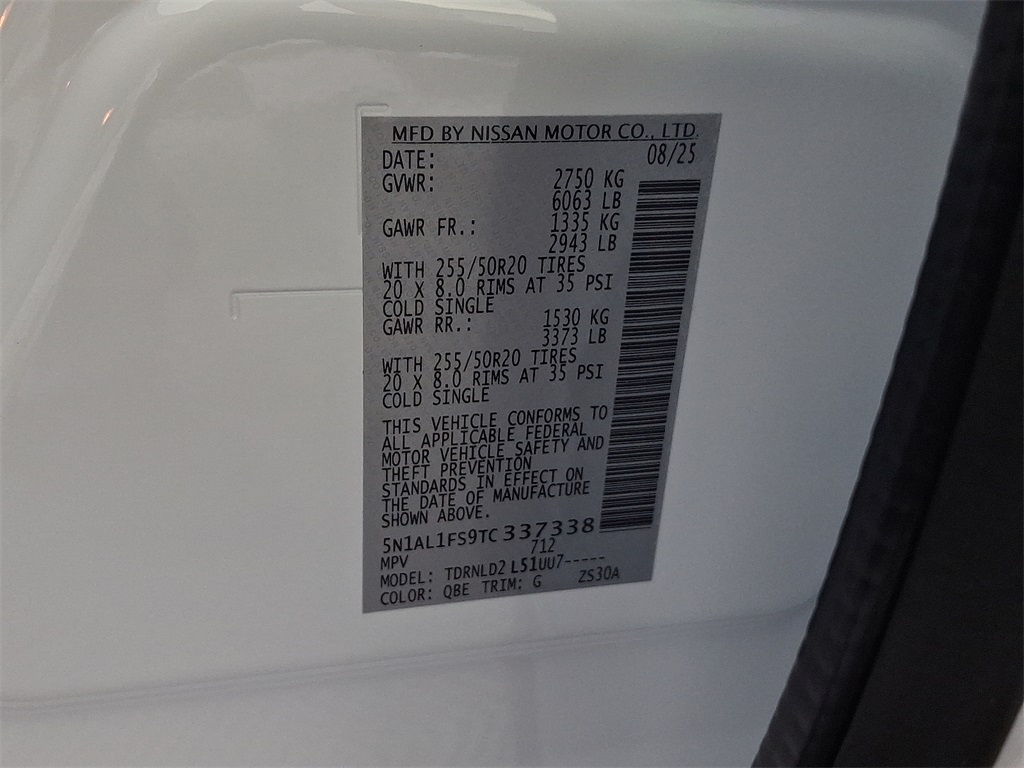 MFD BY NISSAN MOTOR CO., LTD.
DATE: 08/25
GVWR: 2750 KG
6063 LB
GAWR FR.: 1335 KG
2943 LB
WITH 255/50R20 TIRES
20 X 8.0 RIMS AT 35 PSI
COLD SINGLE
GAWR RR.: 1530 KG
3373 LB
WITH 255/50R20 TIRES
20 X 8.0 RIMS AT 35 PSI
COLD SINGLE
THIS VEHICLE CONFORMS TO
ALL APPLICABLE FEDERAL
MOTOR VEHICLE SAFETY AND
THEFT PREVENTION
STANDARDS IN EFFECT ON
THE DATE OF MANUFACTURE
SHOWN ABOVE.
5N1AL1FS9TC337338
MPV 712
MODEL: TDRNLD2 L51UU7-----
COLOR: QBE TRIM: G ZS30A